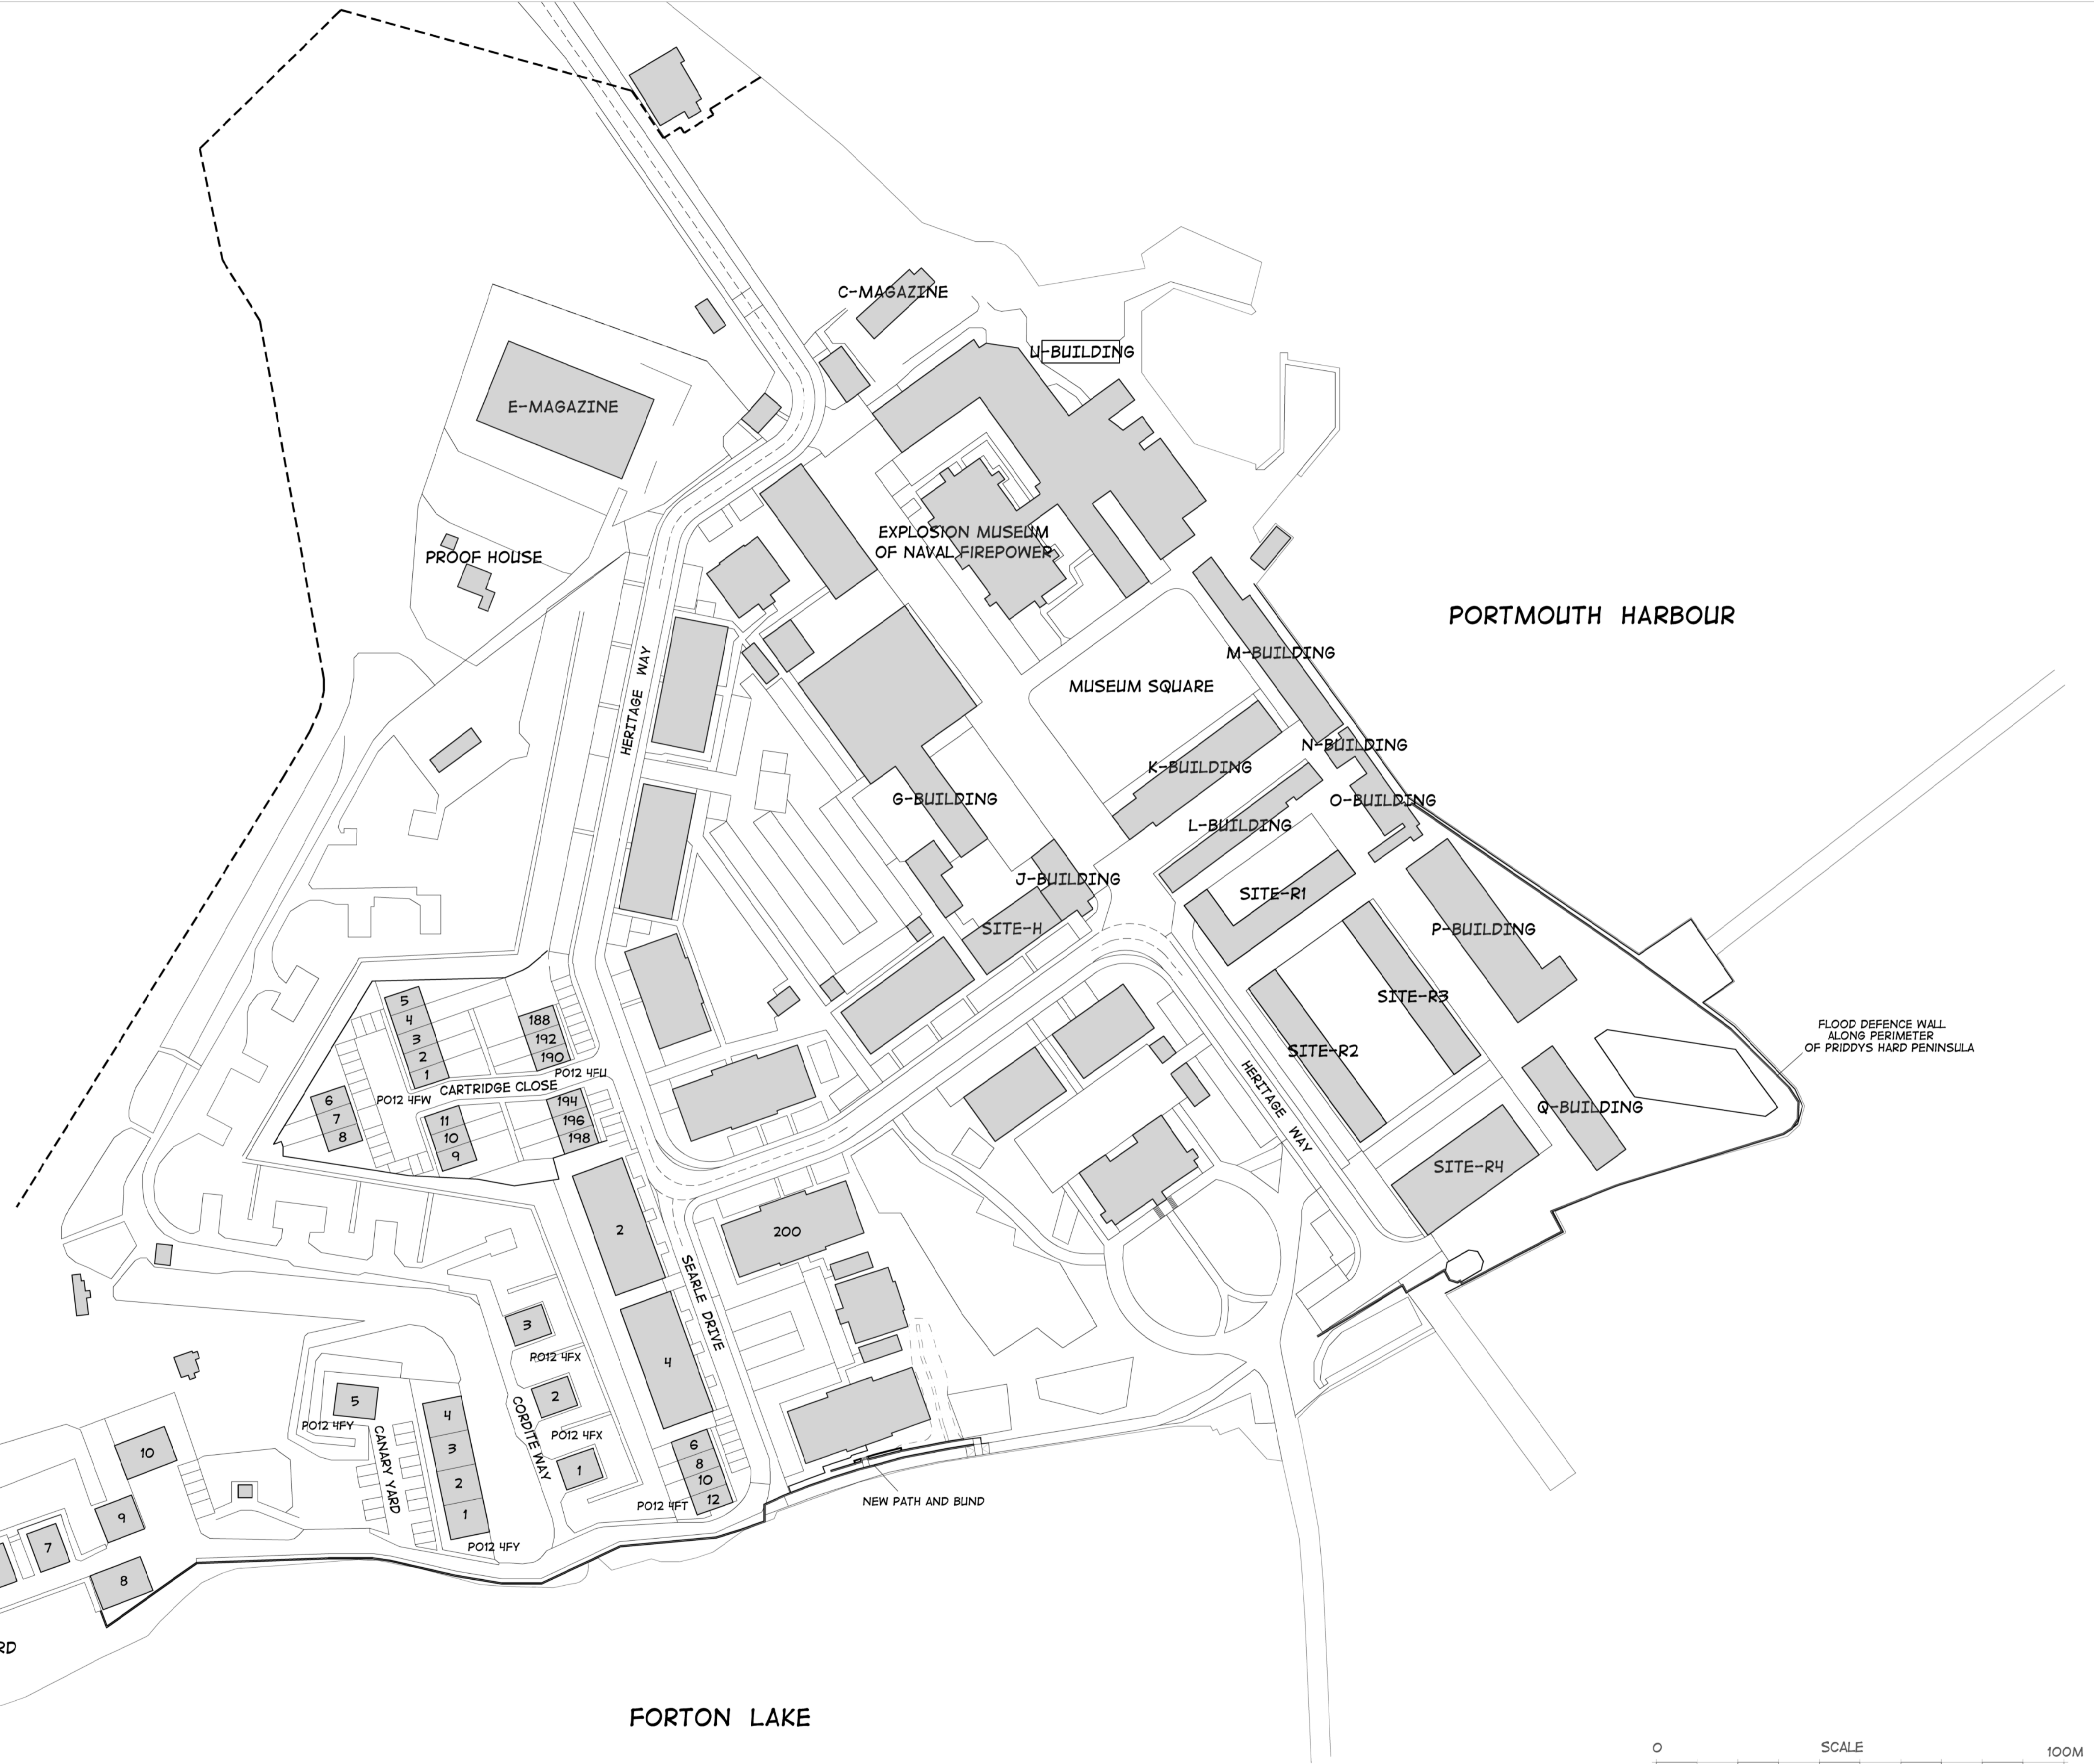 C-MAGAZINE
U-BUILDING
E-MAGAZINE
EXPLOSION MUSEUM
OF NAVAL FIREPOWER
PROOF HOUSE
PORTMOUTH HARBOUR
M-BUILDING
MUSEUM SQUARE
HERITAGE WAY
N-BUILDING
K-BUILDING
G-BUILDING
O-BUILDING
L-BUILDING
J-BUILDING
SITE-R1
SITE-H
P-BUILDING
SITE-R3
5
4
3
2
1
188
192
190
PO12 4FU
CARTRIDGE CLOSE
PO12 4FW
6
7
8
11
10
9
194
196
198
SITE-R2
FLOOD DEFENCE WALL
ALONG PERIMETER
OF PRIDDYS HARD PENINSULA
HERITAGE WAY
Q-BUILDING
SITE-R4
2
200
SEARLE DRIVE
4
3
PO12 4FX
2
PO12 4FX
1
CORDITE WAY
5
PO12 4FY
CANARY YARD
4
3
2
1
PO12 4FY
6
8
10
12
PO12 4FT
NEW PATH AND BUND
10
9
7
8
RD
FORTON LAKE
0 SCALE 100M